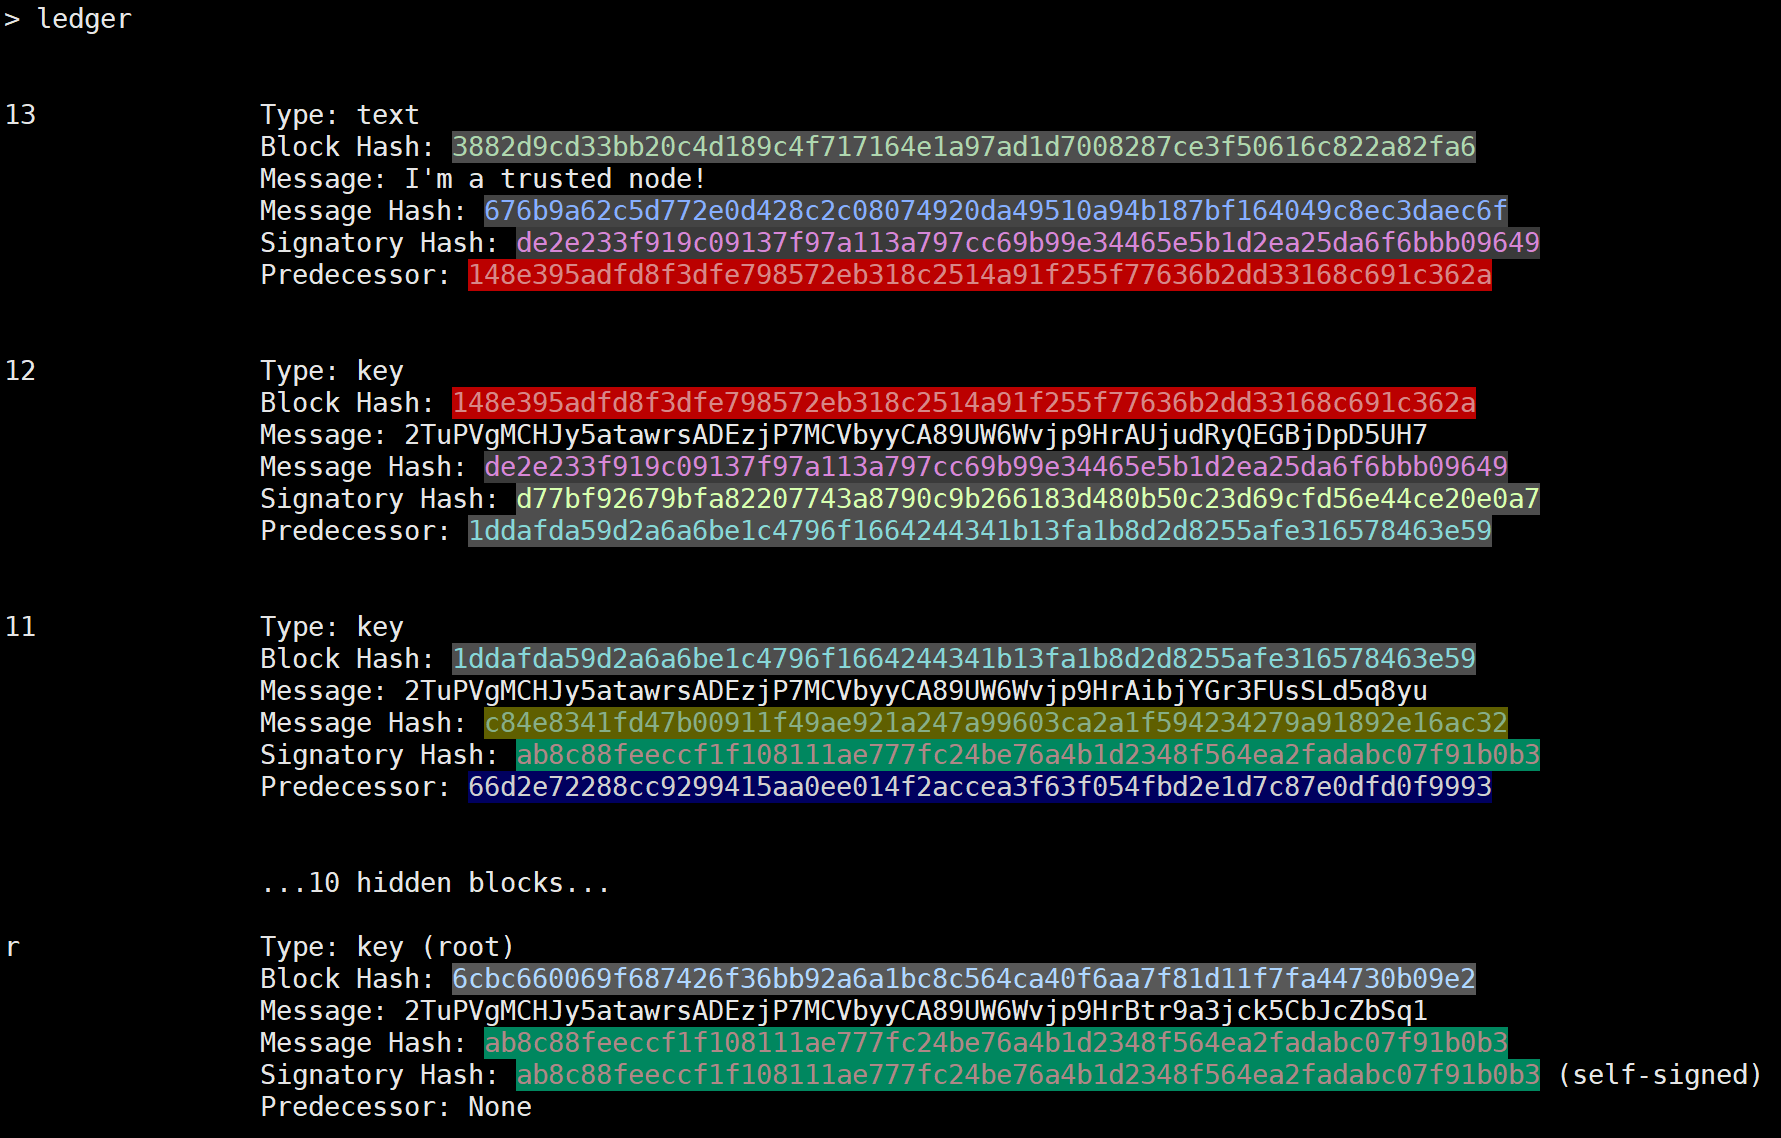 > ledger
13 Type: text
Block Hash: 3882d9cd33bb20c4d189c4f717164e1a97ad1d7008287ce3f50616c822a82fa6
Message: I'm a trusted node!
Message Hash: 676b9a62c5d772e0d428c2c08074920da49510a94b187bf164049c8ec3daec6f
Signatory Hash: de2e233f919c09137f97a113a797cc69b99e34465e5b1d2ea25da6f6bbb09649
Predecessor: 148e395adfd8f3dfe798572eb318c2514a91f255f77636b2dd33168c691c362a
12 Type: key
Block Hash: 148e395adfd8f3dfe798572eb318c2514a91f255f77636b2dd33168c691c362a
Message: 2TuPVgMCHJy5atawrsADEzjP7MCVbyyCA89UW6Wvjp9HrAUjudRyQEGBjDpD5UH7
Message Hash: de2e233f919c09137f97a113a797cc69b99e34465e5b1d2ea25da6f6bbb09649
Signatory Hash: d77bf92679bfa82207743a8790c9b266183d480b50c23d69cfd56e44ce20e0a7
Predecessor: 1ddafda59d2a6a6be1c4796f1664244341b13fa1b8d2d8255afe316578463e59
11 Type: key
Block Hash: 1ddafda59d2a6a6be1c4796f1664244341b13fa1b8d2d8255afe316578463e59
Message: 2TuPVgMCHJy5atawrsADEzjP7MCVbyyCA89UW6Wvjp9HrAibjYGr3FUsSLd5q8yu
Message Hash: c84e8341fd47b00911f49ae921a247a99603ca2a1f594234279a91892e16ac32
Signatory Hash: ab8c88feeccf1f108111ae777fc24be76a4b1d2348f564ea2fadabc07f91b0b3
Predecessor: 66d2e72288cc9299415aa0ee014f2accea3f63f054fbd2e1d7c87e0dfd0f9993
...10 hidden blocks...
r Type: key (root)
Block Hash: 6cbc660069f687426f36bb92a6a1bc8c564ca40f6aa7f81d11f7fa44730b09e2
Message: 2TuPVgMCHJy5atawrsADEzjP7MCVbyyCA89UW6Wvjp9HrBtr9a3jck5CbJcZbSq1
Message Hash: ab8c88feeccf1f108111ae777fc24be76a4b1d2348f564ea2fadabc07f91b0b3
Signatory Hash: ab8c88feeccf1f108111ae777fc24be76a4b1d2348f564ea2fadabc07f91b0b3 (self-signed)
Predecessor: None